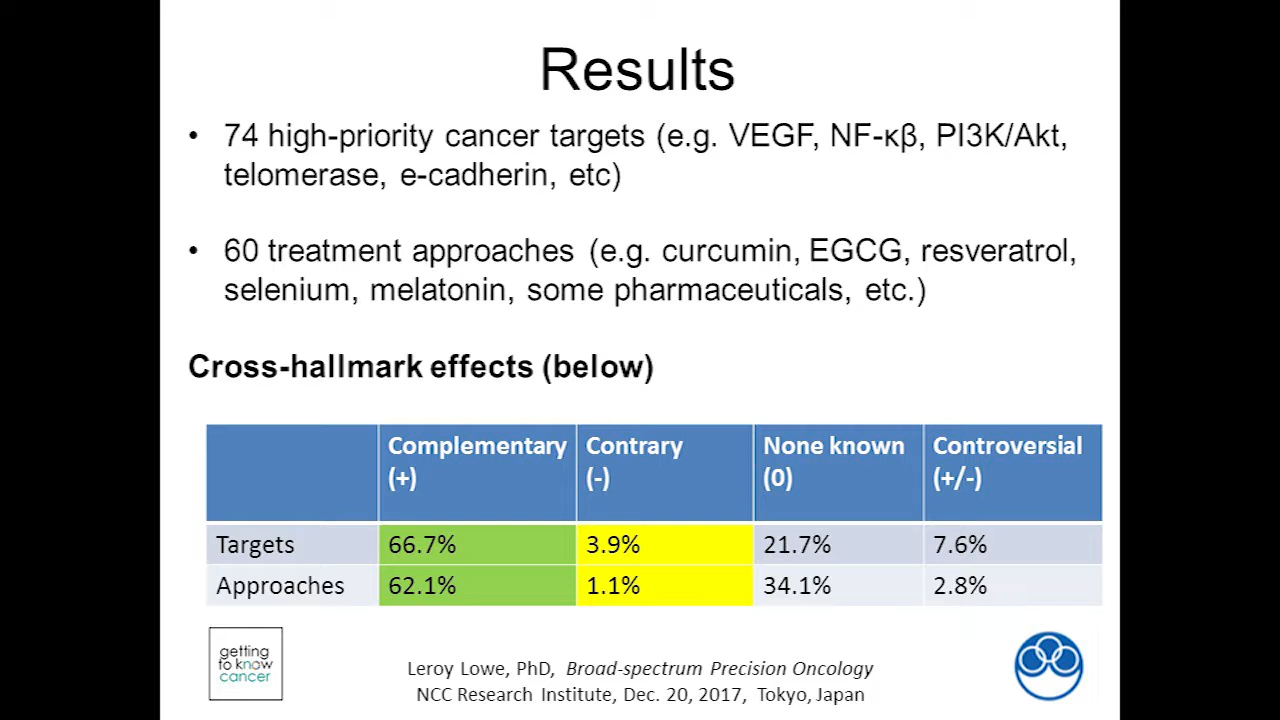 Results
• 74 high-priority cancer targets (e.g. VEGF, NF-κβ, PI3K/Akt,
telomerase, e-cadherin, etc)
• 60 treatment approaches (e.g. curcumin, EGCG, resveratrol,
selenium, melatonin, some pharmaceuticals, etc.)
Cross-hallmark effects (below)
Complementary (+) Contrary (-) None known (0) Controversial (+/-)
Targets 66.7% 3.9% 21.7% 7.6%
Approaches 62.1% 1.1% 34.1% 2.8%
getting
to know
cancer
Leroy Lowe, PhD, Broad-spectrum Precision Oncology
NCC Research Institute, Dec. 20, 2017, Tokyo, Japan